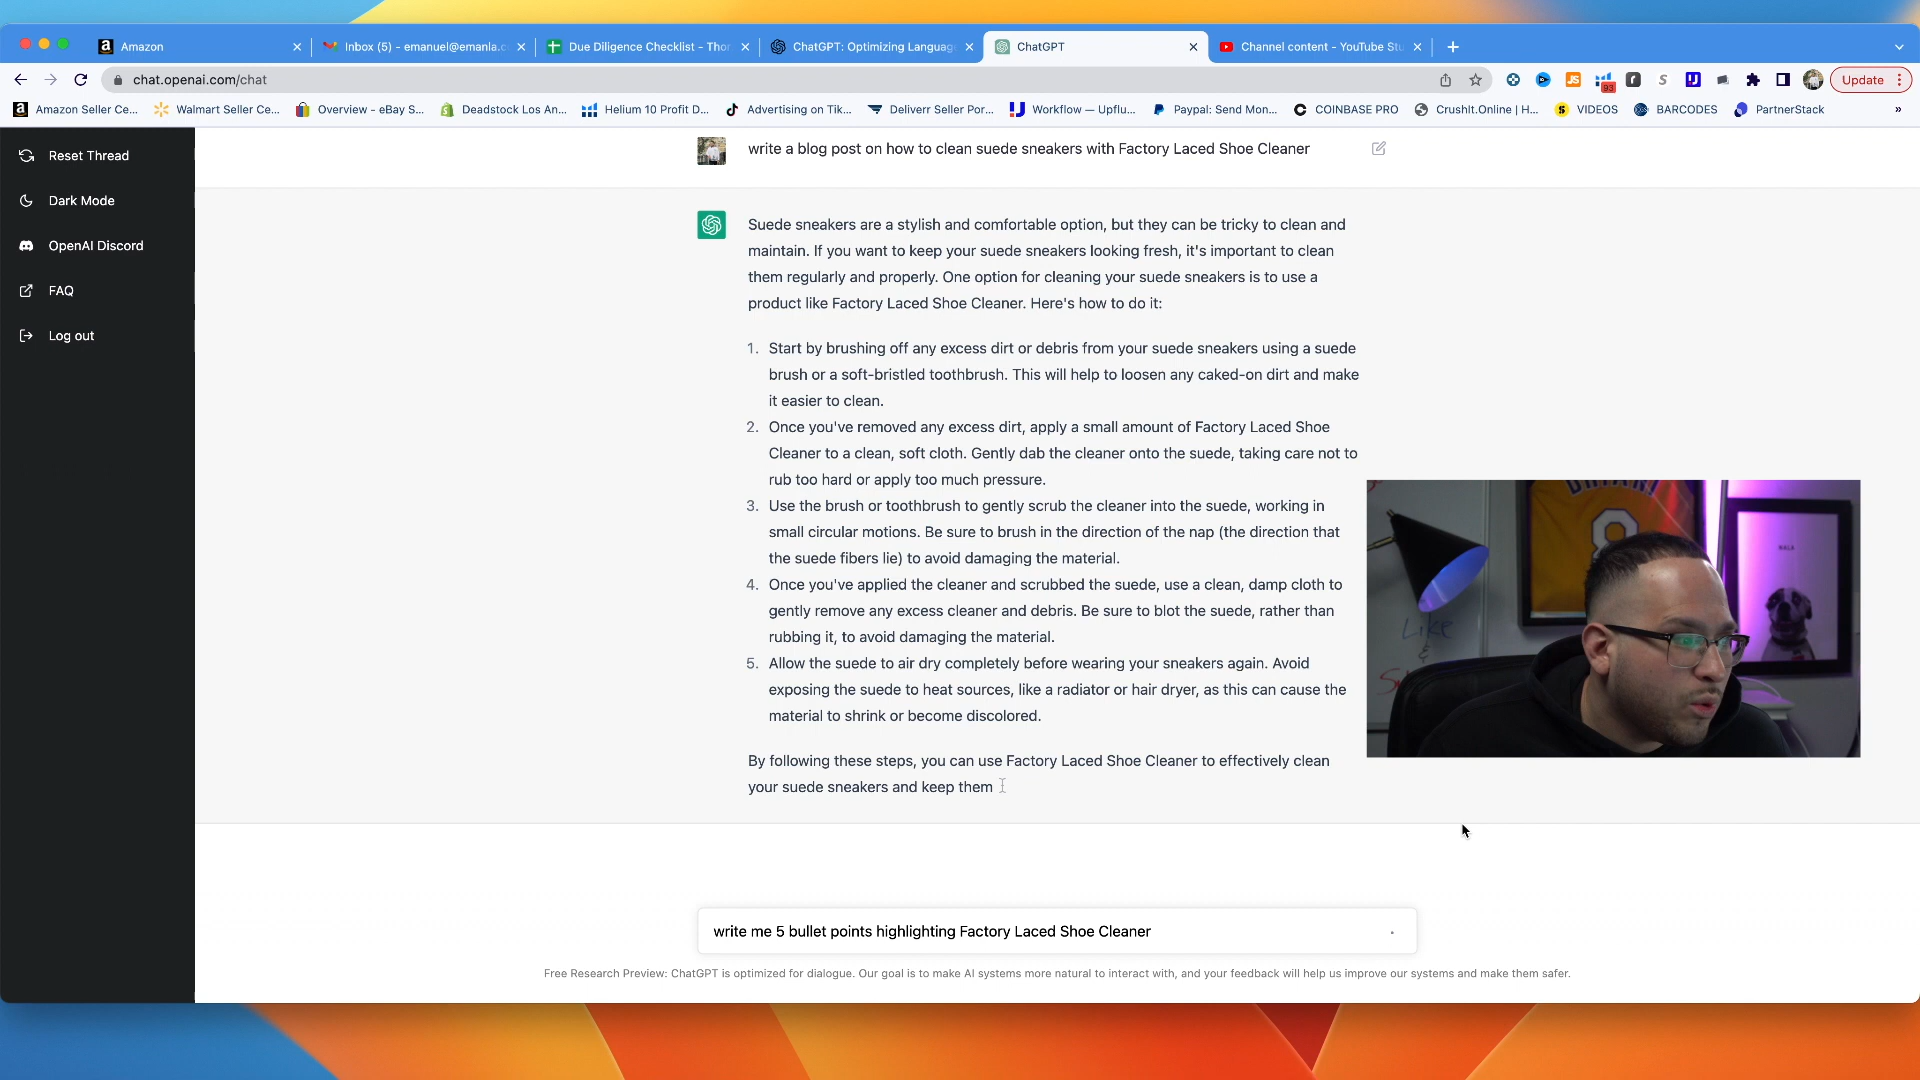 Amazon
Inbox (5) - emanuel@emanla.c
Due Diligence Checklist - Thor
ChatGPT: Optimizing Languag
ChatGPT
Channel content - YouTube Stu
chat.openai.com/chat
93
Update
Amazon Seller Ce...
Walmart Seller Ce...
Overview - eBay S...
Deadstock Los An...
Helium 10 Profit D...
Advertising on Tik...
Deliverr Seller Por...
Workflow — Upflu...
Paypal: Send Mon...
COINBASE PRO
CrushIt.Online | H...
VIDEOS
BARCODES
PartnerStack
»
Reset Thread
Dark Mode
OpenAI Discord
FAQ
Log out
write a blog post on how to clean suede sneakers with Factory Laced Shoe Cleaner
Suede sneakers are a stylish and comfortable option, but they can be tricky to clean and
maintain. If you want to keep your suede sneakers looking fresh, it's important to clean
them regularly and properly. One option for cleaning your suede sneakers is to use a
product like Factory Laced Shoe Cleaner. Here's how to do it:
1. Start by brushing off any excess dirt or debris from your suede sneakers using a suede
brush or a soft-bristled toothbrush. This will help to loosen any caked-on dirt and make
it easier to clean.
2. Once you've removed any excess dirt, apply a small amount of Factory Laced Shoe
Cleaner to a clean, soft cloth. Gently dab the cleaner onto the suede, taking care not to
rub too hard or apply too much pressure.
3. Use the brush or toothbrush to gently scrub the cleaner into the suede, working in
small circular motions. Be sure to brush in the direction of the nap (the direction that
the suede fibers lie) to avoid damaging the material.
4. Once you've applied the cleaner and scrubbed the suede, use a clean, damp cloth to
gently remove any excess cleaner and debris. Be sure to blot the suede, rather than
rubbing it, to avoid damaging the material.
5. Allow the suede to air dry completely before wearing your sneakers again. Avoid
exposing the suede to heat sources, like a radiator or hair dryer, as this can cause the
material to shrink or become discolored.
By following these steps, you can use Factory Laced Shoe Cleaner to effectively clean
your suede sneakers and keep them
8
Like
write me 5 bullet points highlighting Factory Laced Shoe Cleaner
Free Research Preview: ChatGPT is optimized for dialogue. Our goal is to make AI systems more natural to interact with, and your feedback will help us improve our systems and make them safer.